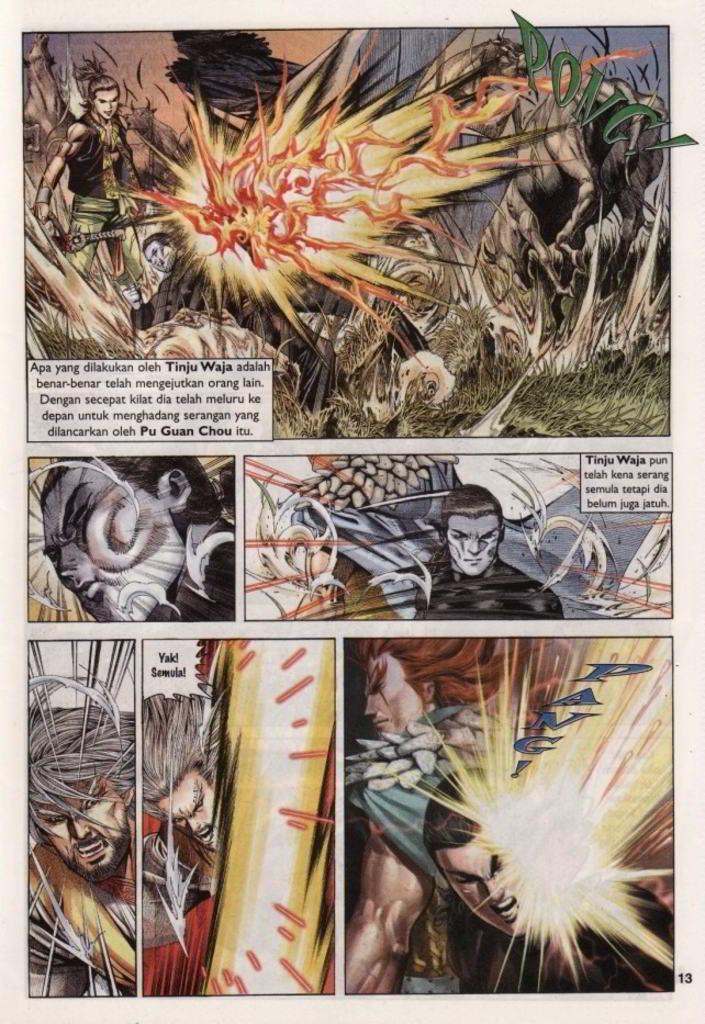 PONG!
Apa yang dilakukan oleh Tinju Waja adalah
benar-benar telah mengejutkan orang lain.
Dengan secepat kilat dia telah meluru ke
depan untuk menghadang serangan yang
dilancarkan oleh Pu Guan Chou itu.
Tinju Waja pun
telah kena serang
semula tetapi dia
belum juga jatuh.
Yak!
Semula!
PANG!
13